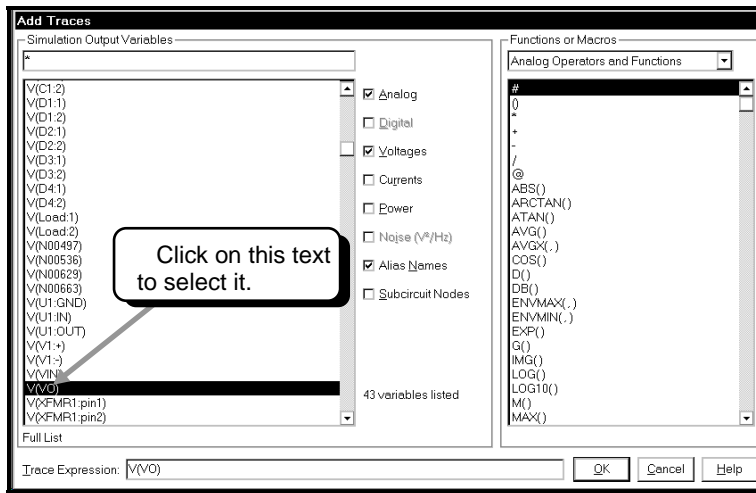 Add Traces
Simulation Output Variables
*
V(C1:2)
V(D1:1)
V(D1:2)
V(D2:1)
V(D2:2)
V(D3:1)
V(D3:2)
V(D4:1)
V(D4:2)
V(Load:1)
V(Load:2)
V(N00497)
V(N00536)
V(N00629)
V(N00663)
V(U1:GND)
V(U1:IN)
V(U1:OUT)
V(V1:+)
V(V1:-)
V(VIN)
V(VO)
V(XFMR1:pin1)
V(XFMR1:pin2)
Full List
Click on this text
to select it.
Analog
Digital
Voltages
Currents
Power
Noise (V²/Hz)
Alias Names
Subcircuit Nodes
43 variables listed
Functions or Macros
Analog Operators and Functions
#
()
*
+
-
/
@
ABS()
ARCTAN()
ATAN()
AVG()
AVGX(,)
COS()
D()
DB()
ENVMAX(,)
ENVMIN(,)
EXP()
G()
IMG()
LOG()
LOG10()
M()
MAX()
Trace Expression: V(VO)
OK Cancel Help